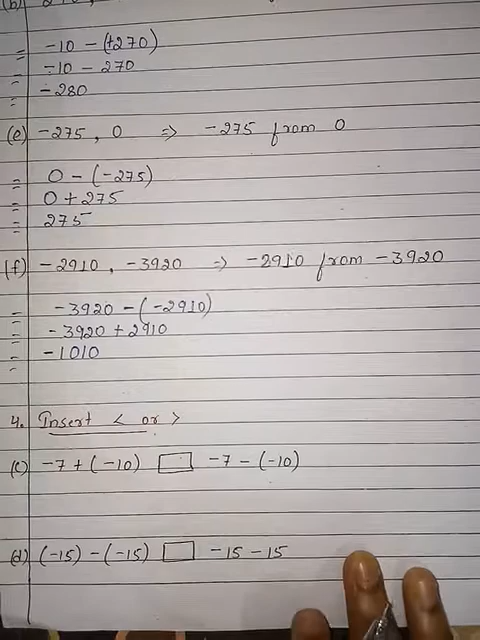 (b)
= -10 - (+270)
= -10 - 270
= -280
(e) -275, 0 => -275 from 0
= 0 - (-275)
= 0 + 275
= 275
(f) -2910, -3920 => -2910 from -3920
= -3920 - (-2910)
= -3920 + 2910
= -1010
4. Insert < or >
(c) -7 + (-10) □ -7 - (-10)
(d) (-15) - (-15) □ -15 - 15